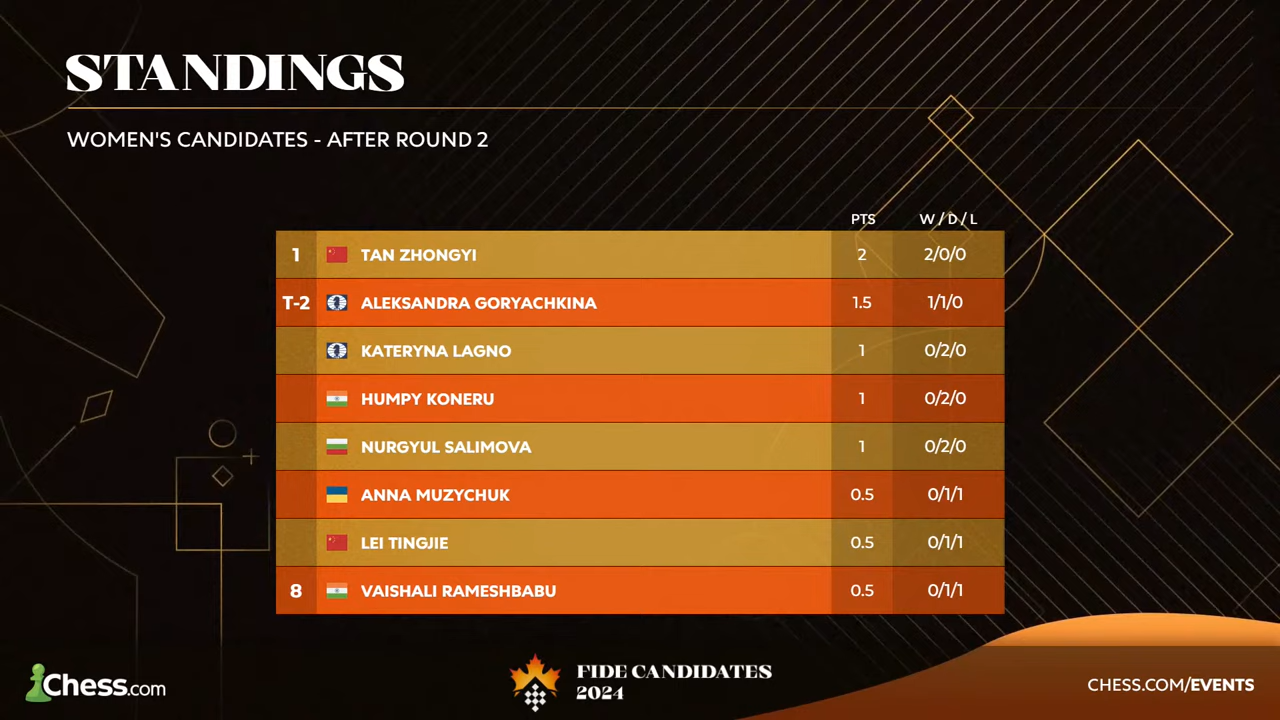 STANDINGS
WOMEN'S CANDIDATES - AFTER ROUND 2
PTS W / D / L
1 TAN ZHONGYI 2 2/0/0
T-2 ALEKSANDRA GORYACHKINA 1.5 1/1/0
KATERYNA LAGNO 1 0/2/0
HUMPY KONERU 1 0/2/0
NURGYUL SALIMOVA 1 0/2/0
ANNA MUZYCHUK 0.5 0/1/1
LEI TINGJIE 0.5 0/1/1
8 VAISHALI RAMESHBABU 0.5 0/1/1
Chess.com
FIDE CANDIDATES
2024
CHESS.COM/EVENTS